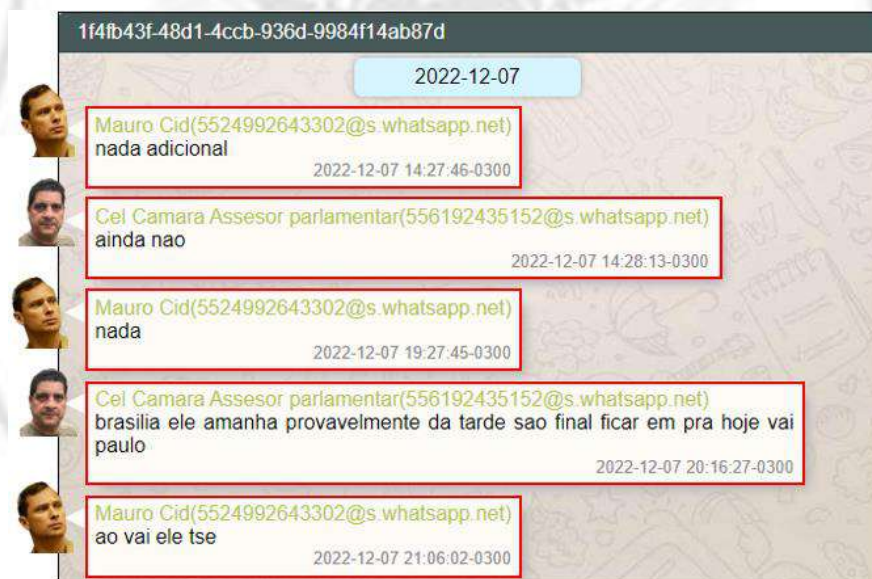 1f4fb43f-48d1-4ccb-936d-9984f14ab87d
2022-12-07
Mauro Cid(5524992643302@s.whatsapp.net)
nada adicional
2022-12-07 14:27:46-0300
Cel Camara Assesor parlamentar(556192435152@s.whatsapp.net)
ainda nao
2022-12-07 14:28:13-0300
Mauro Cid(5524992643302@s.whatsapp.net)
nada
2022-12-07 19:27:45-0300
Cel Camara Assesor parlamentar(556192435152@s.whatsapp.net)
brasilia ele amanha provavelmente da tarde sao final ficar em pra hoje vai
paulo
2022-12-07 20:16:27-0300
Mauro Cid(5524992643302@s.whatsapp.net)
ao vai ele tse
2022-12-07 21:06:02-0300